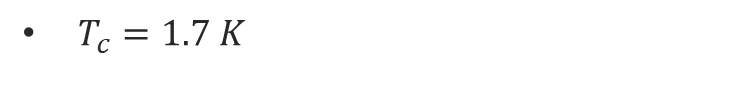 • T_c = 1.7 K